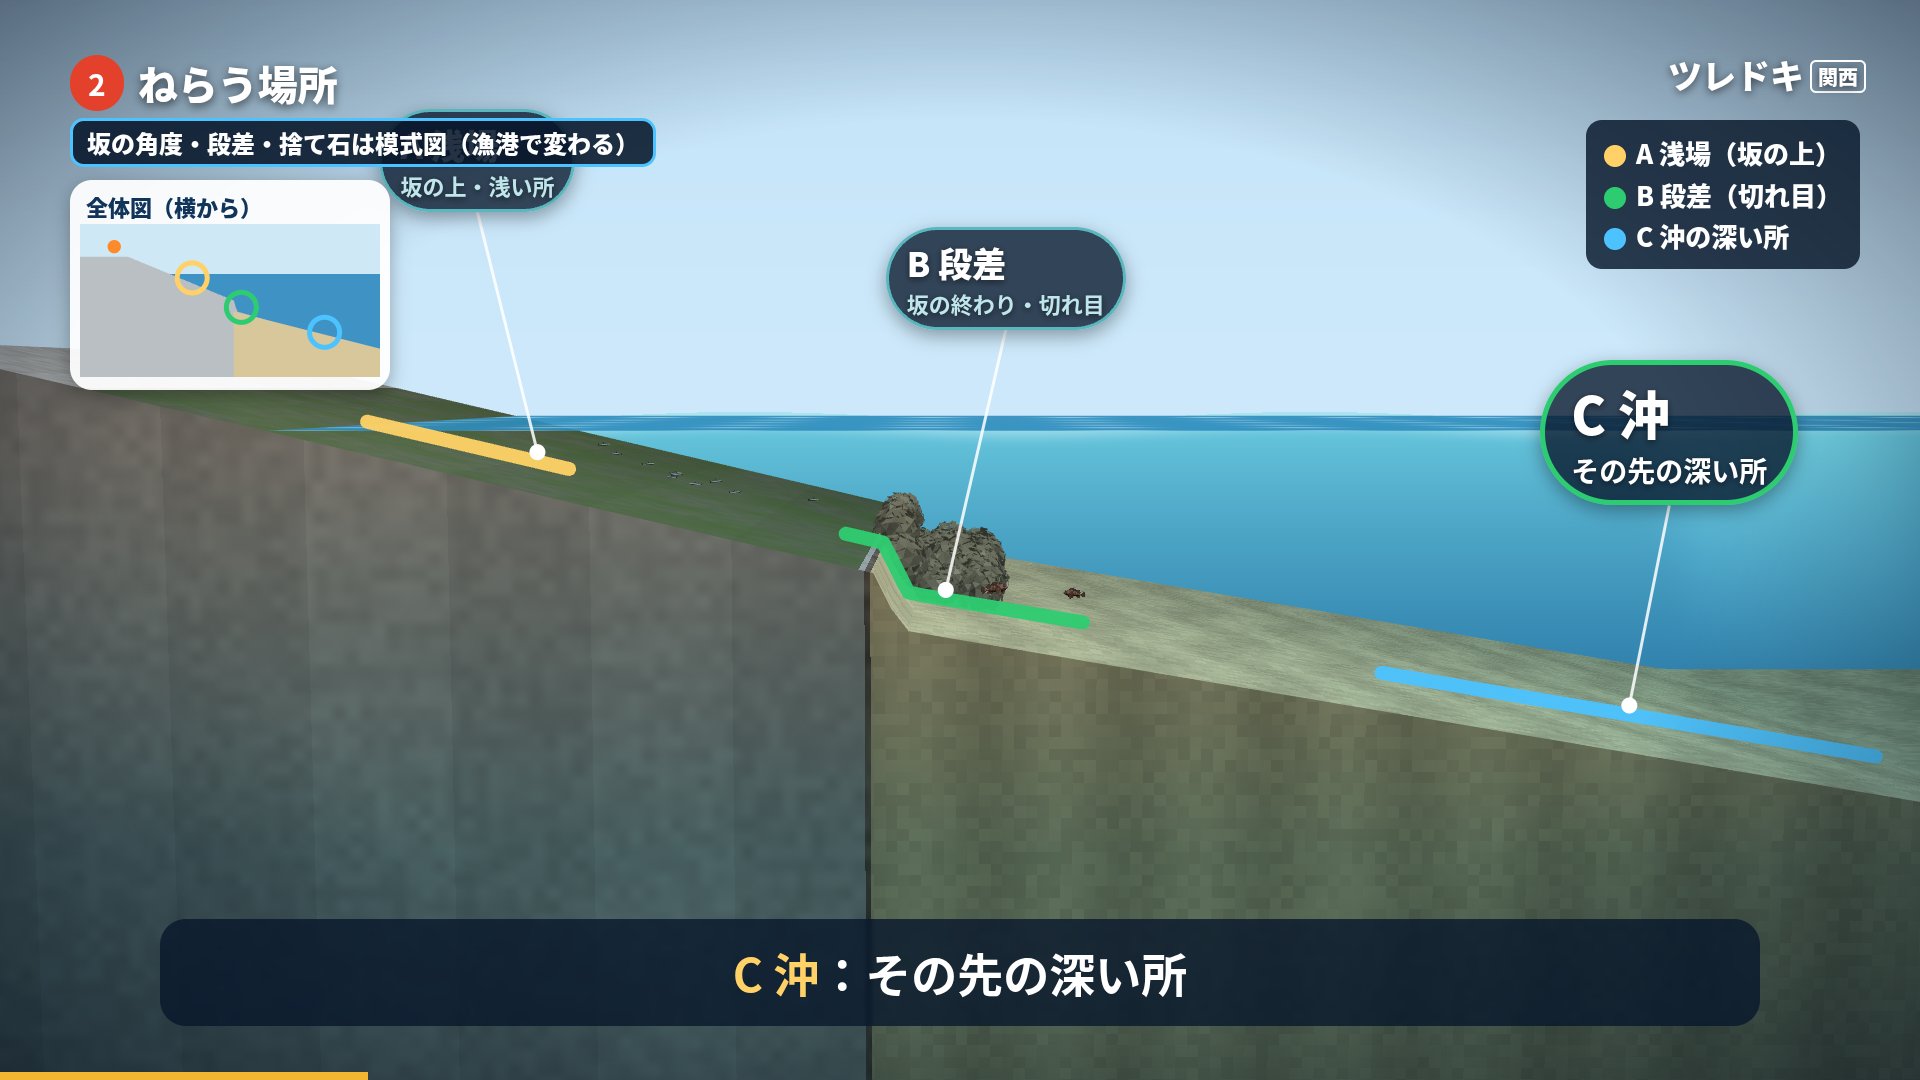 2 ねらう場所
坂の角度・段差・捨て石は模式図（漁港で変わる）
坂の上・浅い所
全体図（横から）
ツレドキ 関西
A 浅場（坂の上）
B 段差（切れ目）
C 沖の深い所
B 段差
坂の終わり・切れ目
C 沖
その先の深い所
C 沖：その先の深い所